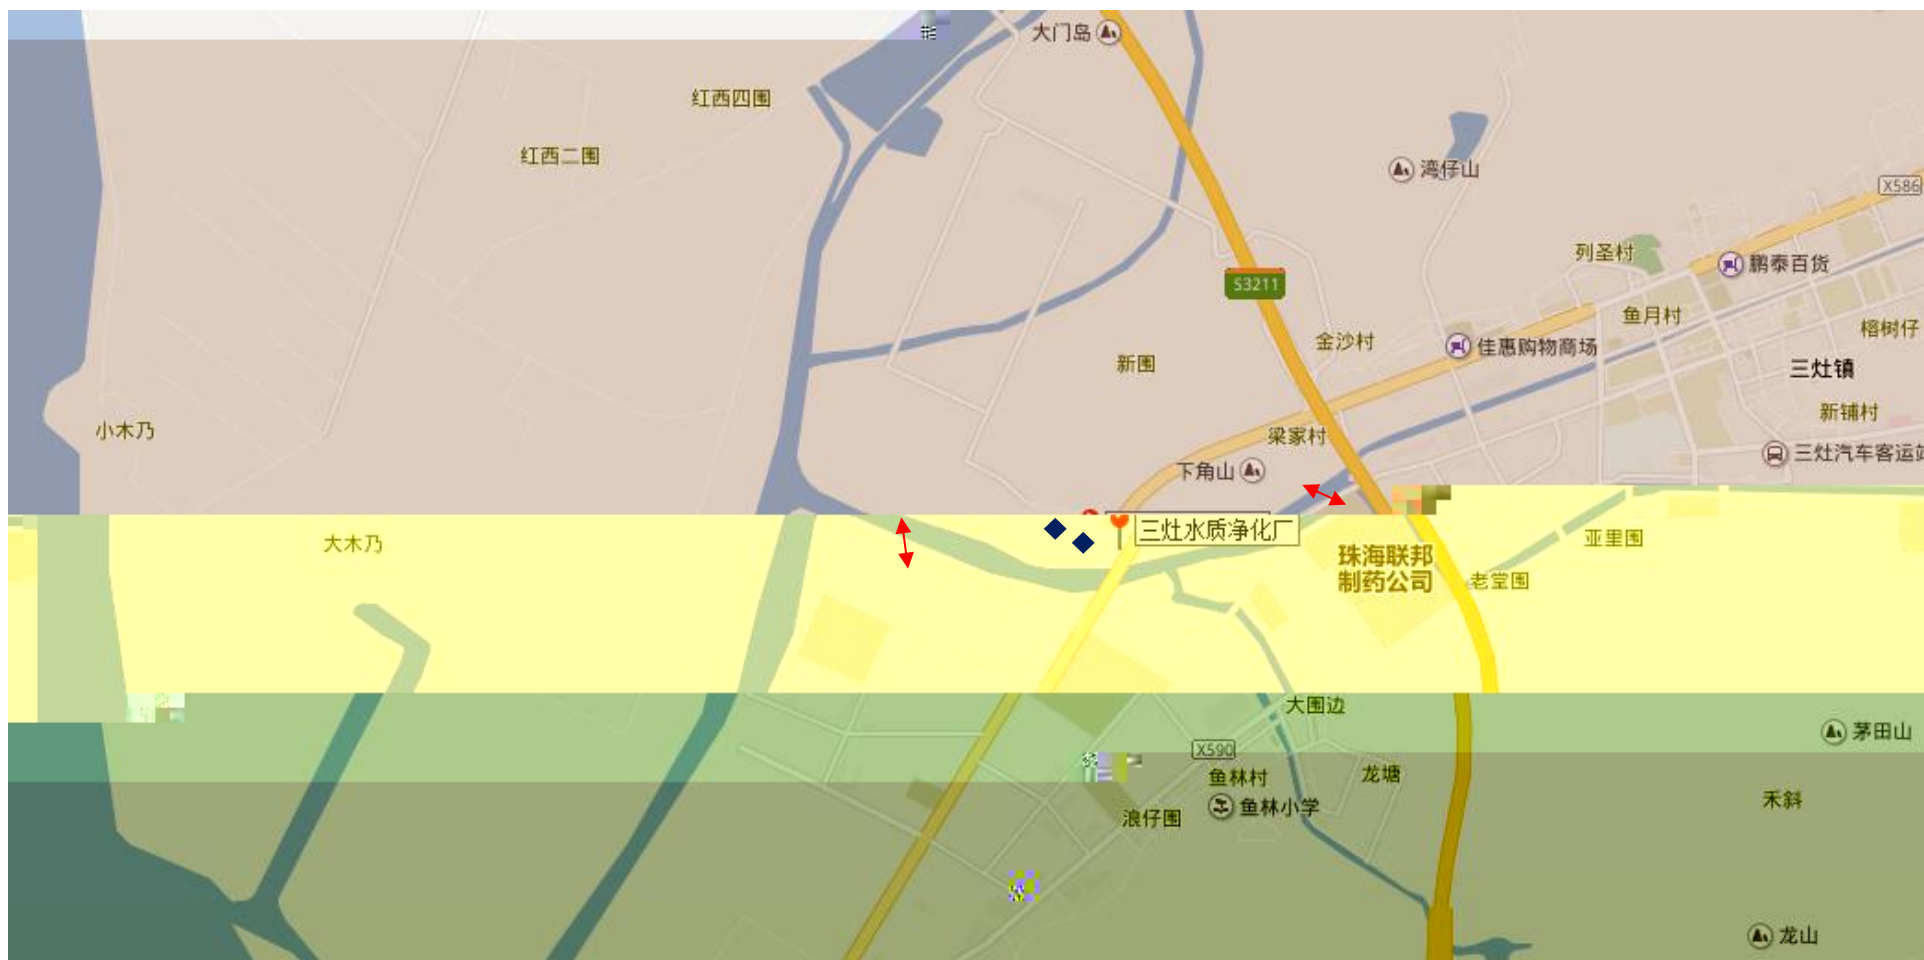 大门岛
红西四围
红西二围
湾仔山
X586
列圣村
鹏泰百货
S3211
鱼月村
榕树仔
金沙村
佳惠购物商场
新围
三灶镇
新铺村
小木乃
梁家村
三灶汽车客运站
下角山
三灶水质净化厂
大木乃
亚里围
珠海联邦
制药公司
老堂围
大围边
茅田山
X590
鱼林村
龙塘
禾斜
鱼林小学
浪仔围
龙山